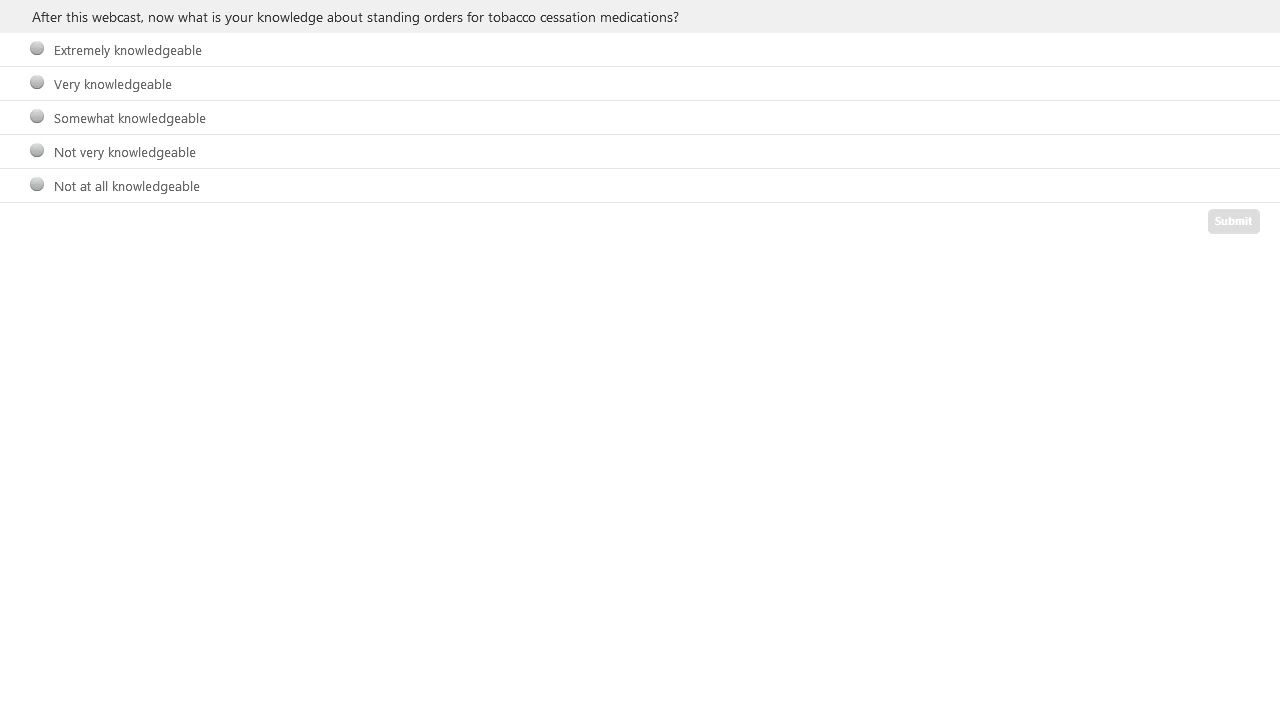 After this webcast, now what is your knowledge about standing orders for tobacco cessation medications?
Extremely knowledgeable
Very knowledgeable
Somewhat knowledgeable
Not very knowledgeable
Not at all knowledgeable
Submit